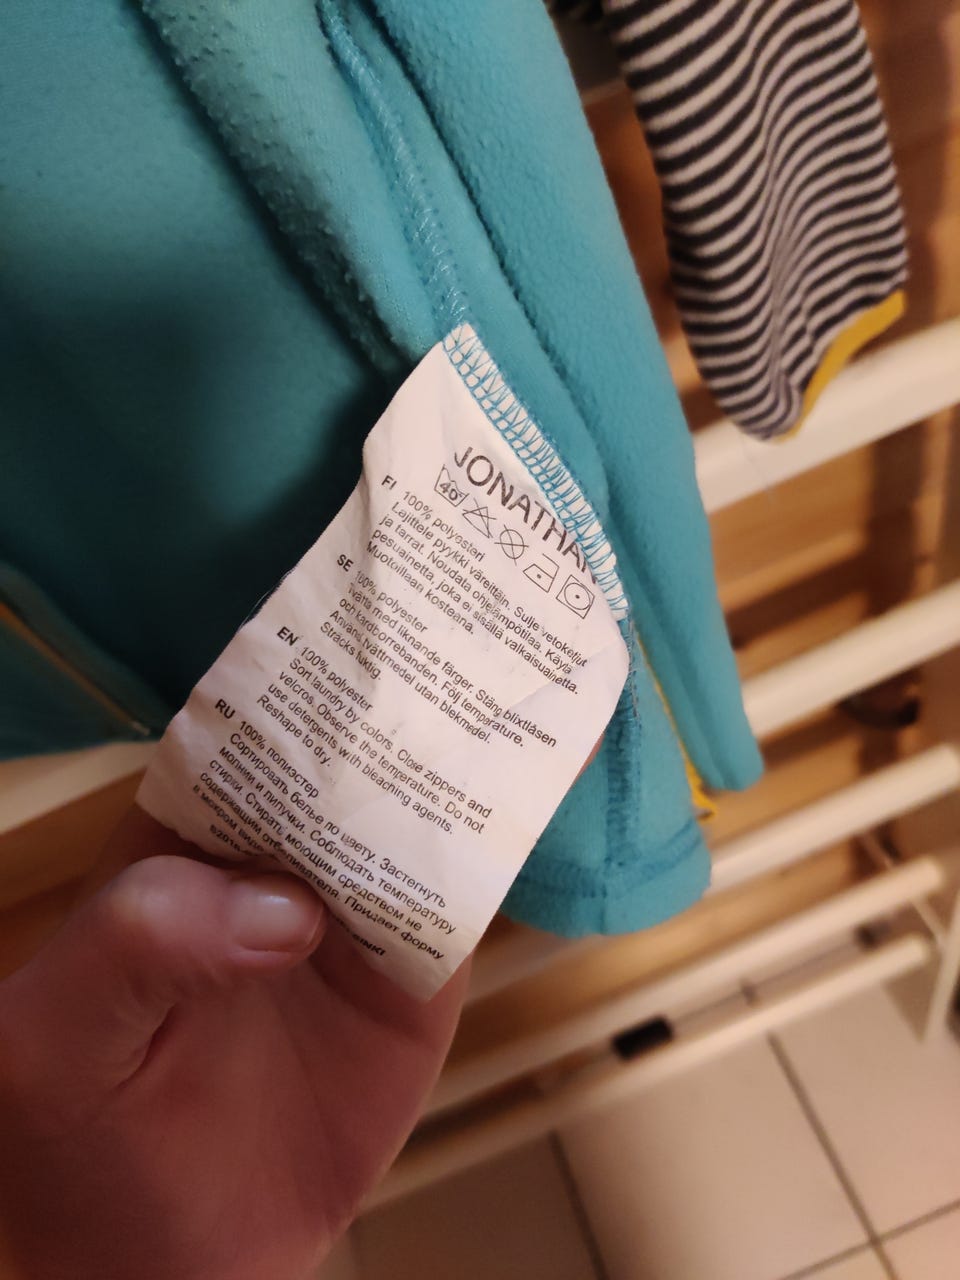 JONATHAN
40
FI 100% polyesteri
Lajittele pyykki väreittäin. Sulje vetoketjut
ja tarrat. Noudata ohjelämpötilaa. Käytä
pesuainetta, joka ei sisällä valkaisuainetta.
Muotoillaan kosteana.
SE 100% polyester
Tvätta med liknande färger. Stäng blixtlåsen
och kardborrebanden. Följ temperature.
Använd tvättmedel utan blekmedel.
Sträcks fuktig.
EN 100% polyester
Sort laundry by colors. Close zippers and
velcros. Observe the temperature. Do not
use detergents with bleaching agents.
Reshape to dry.
RU 100% полиэстер
Сортировать белье по цвету. Застегнуть
молнии и липучки. Соблюдать температуру
стирки. Стирать моющим средством не
содержащим отбеливателя. Придает форму
в мокром виде